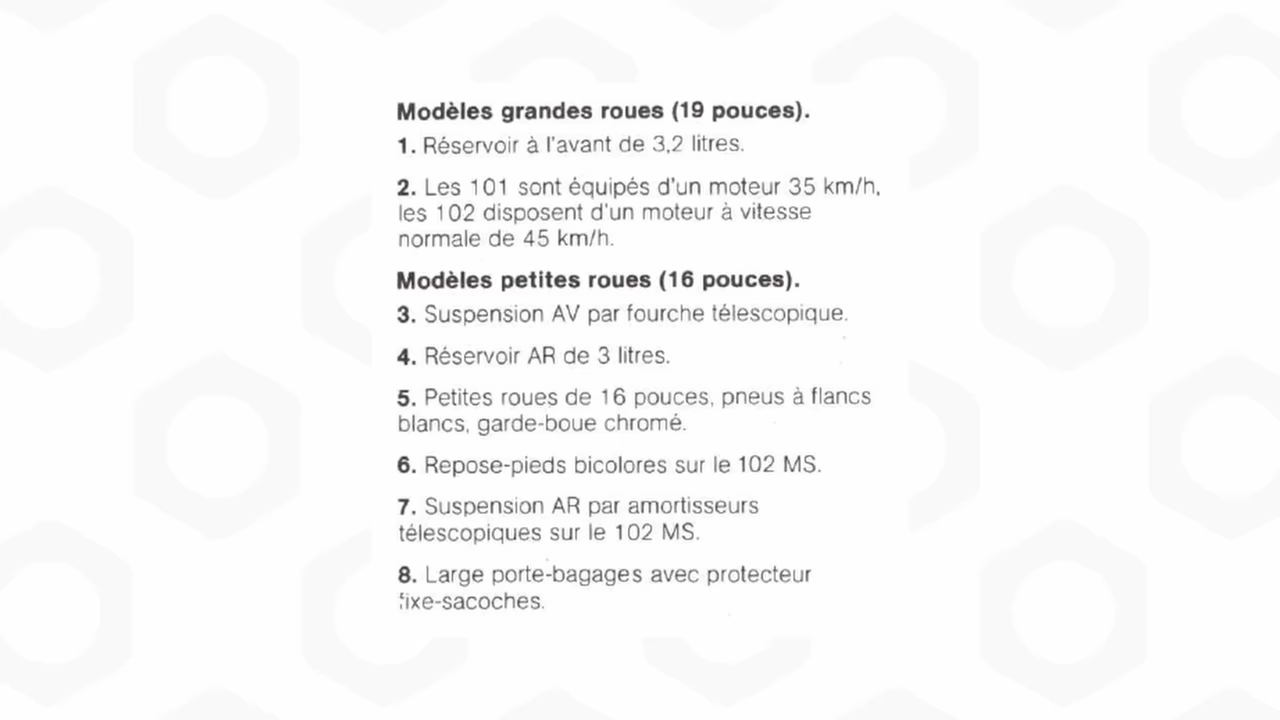 Modèles grandes roues (19 pouces).
1. Réservoir à l'avant de 3,2 litres.
2. Les 101 sont équipés d'un moteur 35 km/h,
les 102 disposent d'un moteur à vitesse
normale de 45 km/h.
Modèles petites roues (16 pouces).
3. Suspension AV par fourche télescopique.
4. Réservoir AR de 3 litres.
5. Petites roues de 16 pouces, pneus à flancs
blancs, garde-boue chromé.
6. Repose-pieds bicolores sur le 102 MS.
7. Suspension AR par amortisseurs
télescopiques sur le 102 MS.
8. Large porte-bagages avec protecteur
fixe-sacoches.